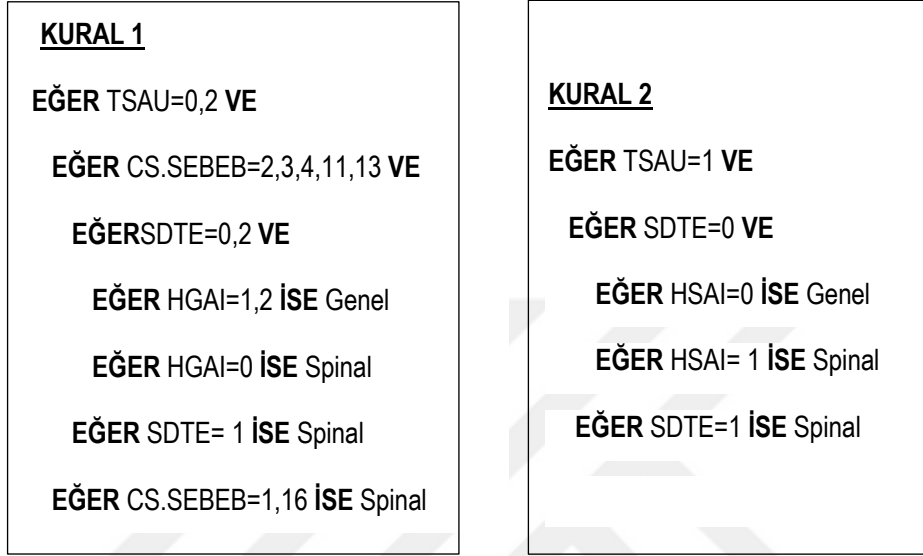 KURAL 1
EĞER TSAU=0,2 VE
EĞER CS.SEBEB=2,3,4,11,13 VE
EĞERSDTE=0,2 VE
EĞER HGAI=1,2 İSE Genel
EĞER HGAI=0 İSE Spinal
EĞER SDTE= 1 İSE Spinal
EĞER CS.SEBEB=1,16 İSE Spinal
KURAL 2
EĞER TSAU=1 VE
EĞER SDTE=0 VE
EĞER HSAI=0 İSE Genel
EĞER HSAI= 1 İSE Spinal
EĞER SDTE=1 İSE Spinal